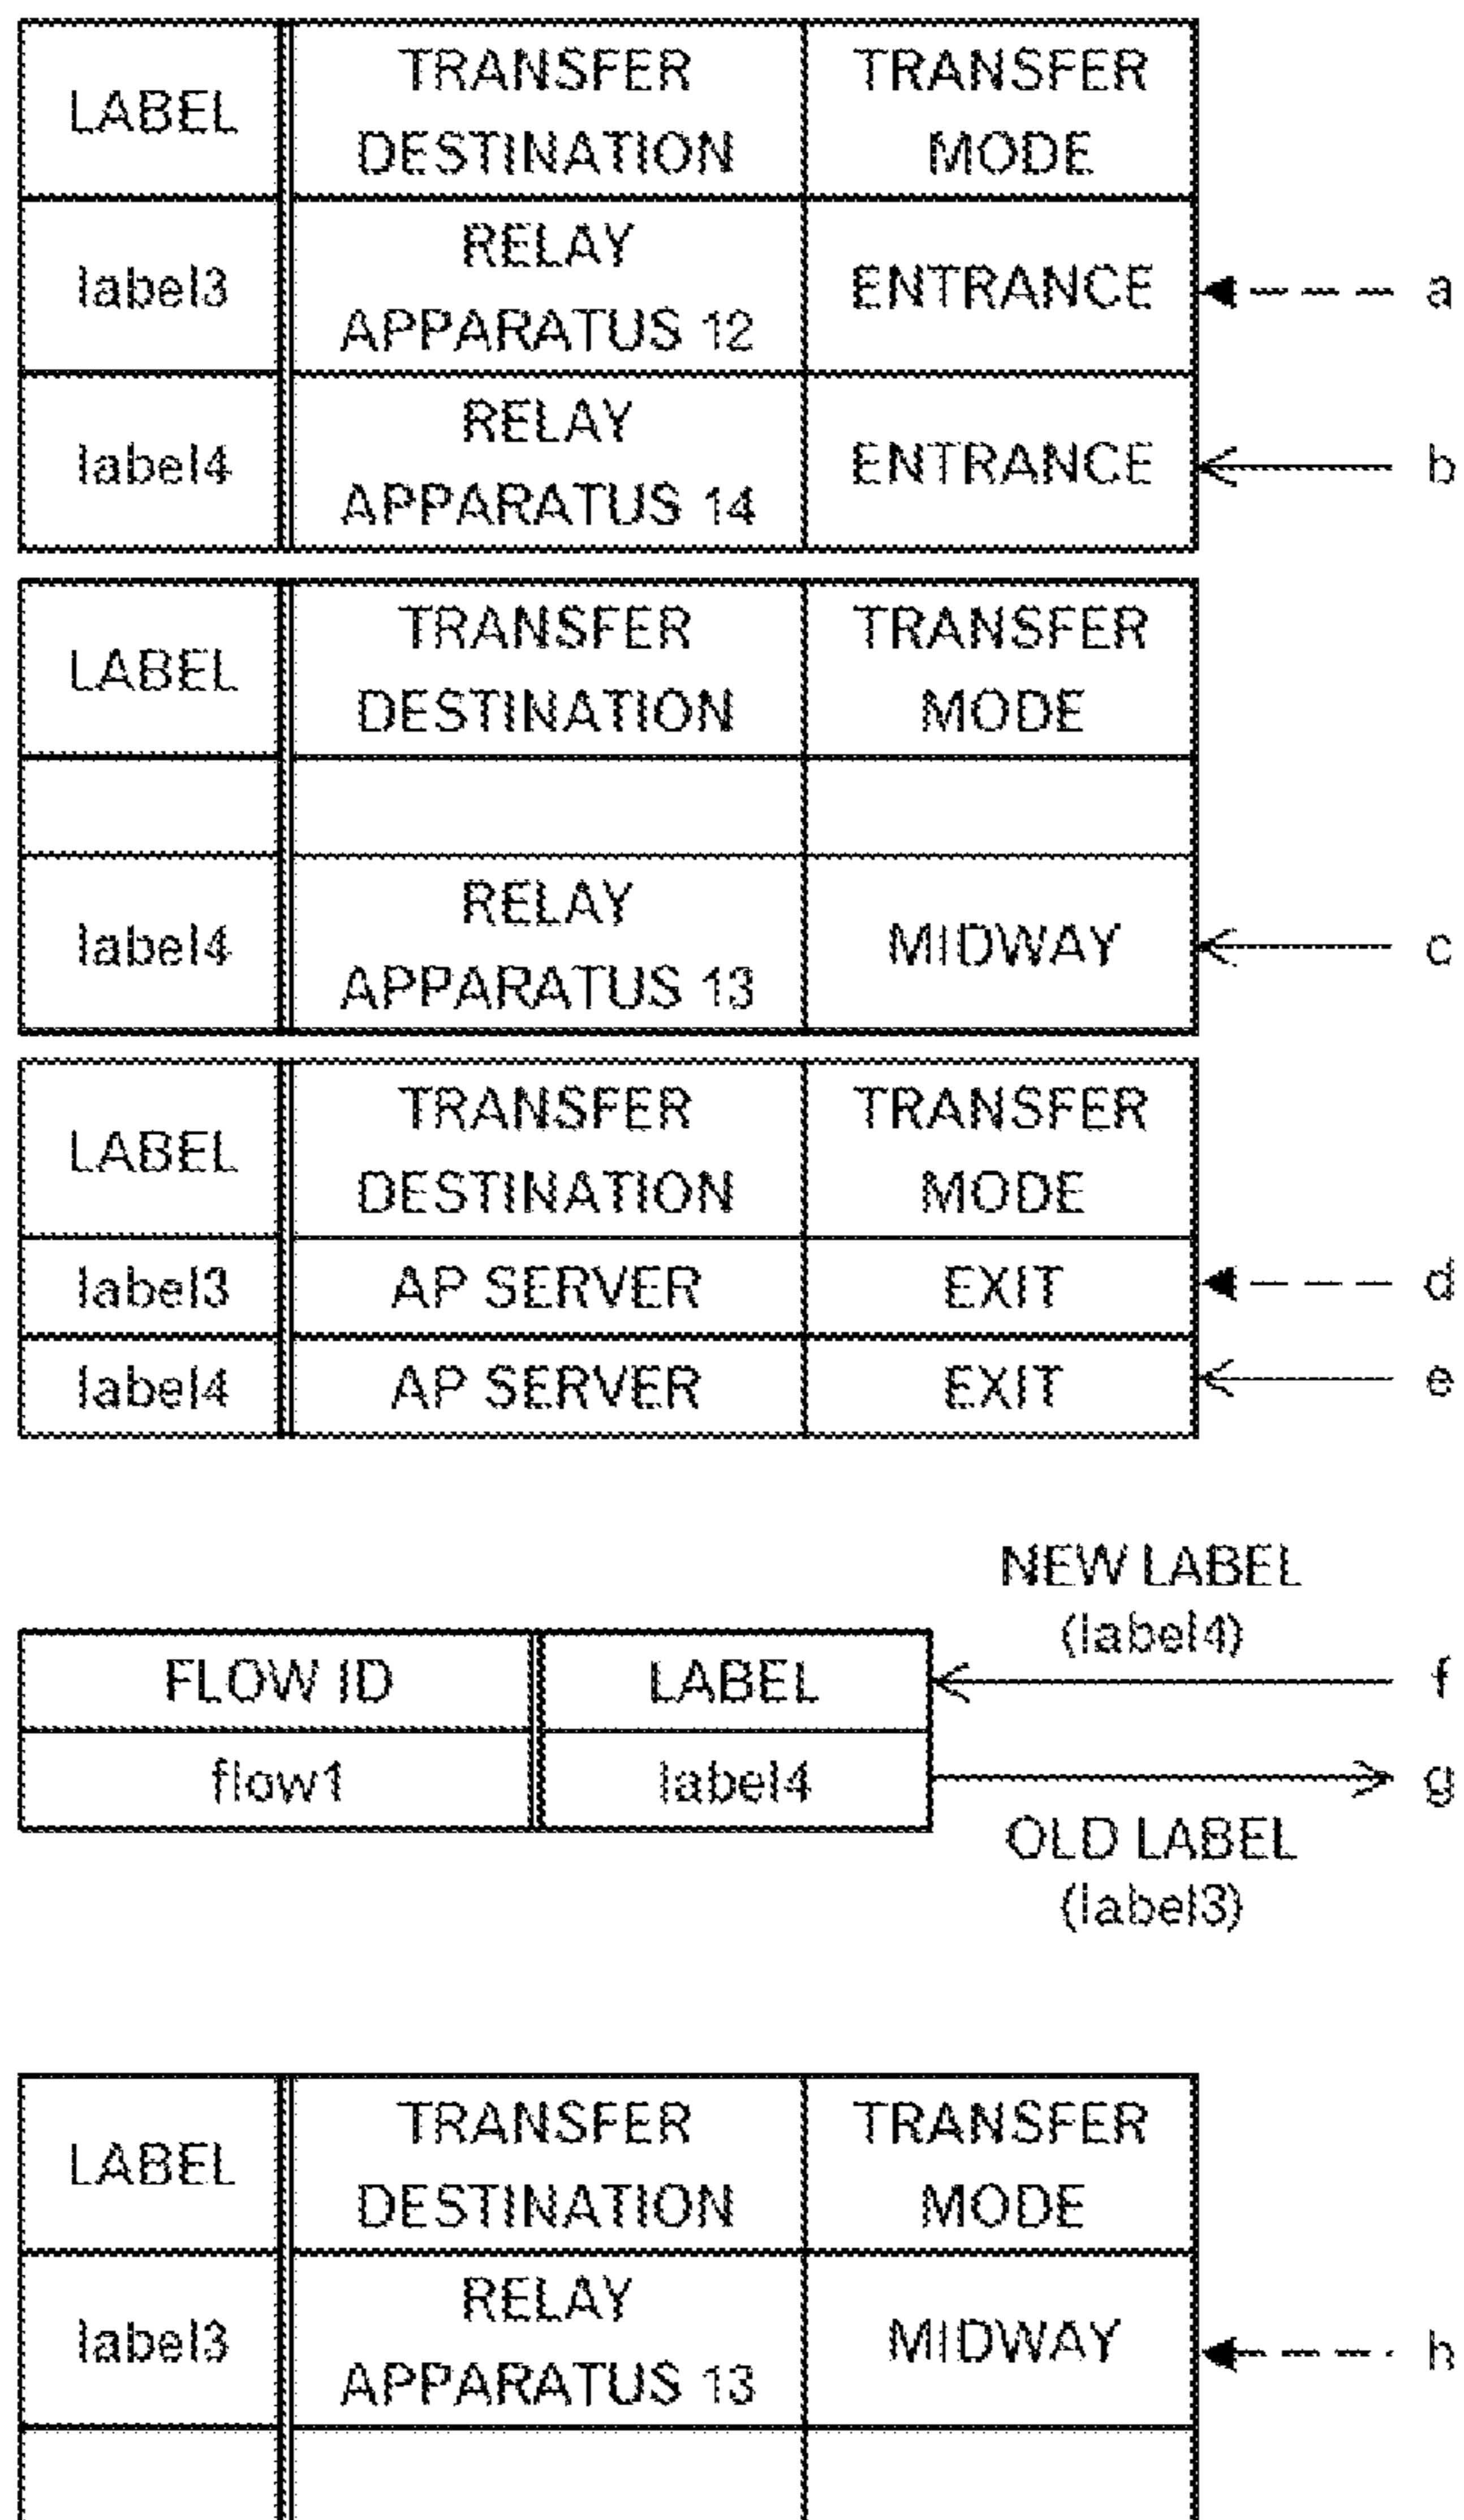 LABEL TRANSFER DESTINATION TRANSFER MODE
label3 RELAY APPARATUS 12 ENTRANCE a
label4 RELAY APPARATUS 14 ENTRANCE b
LABEL TRANSFER DESTINATION TRANSFER MODE
label4 RELAY APPARATUS 13 MIDWAY c
LABEL TRANSFER DESTINATION TRANSFER MODE
label3 AP SERVER EXIT d
label4 AP SERVER EXIT e
NEW LABEL
(label4)
FLOW ID LABEL f
flow1 label4 g
OLD LABEL
(label3)
LABEL TRANSFER DESTINATION TRANSFER MODE
label3 RELAY APPARATUS 13 MIDWAY h